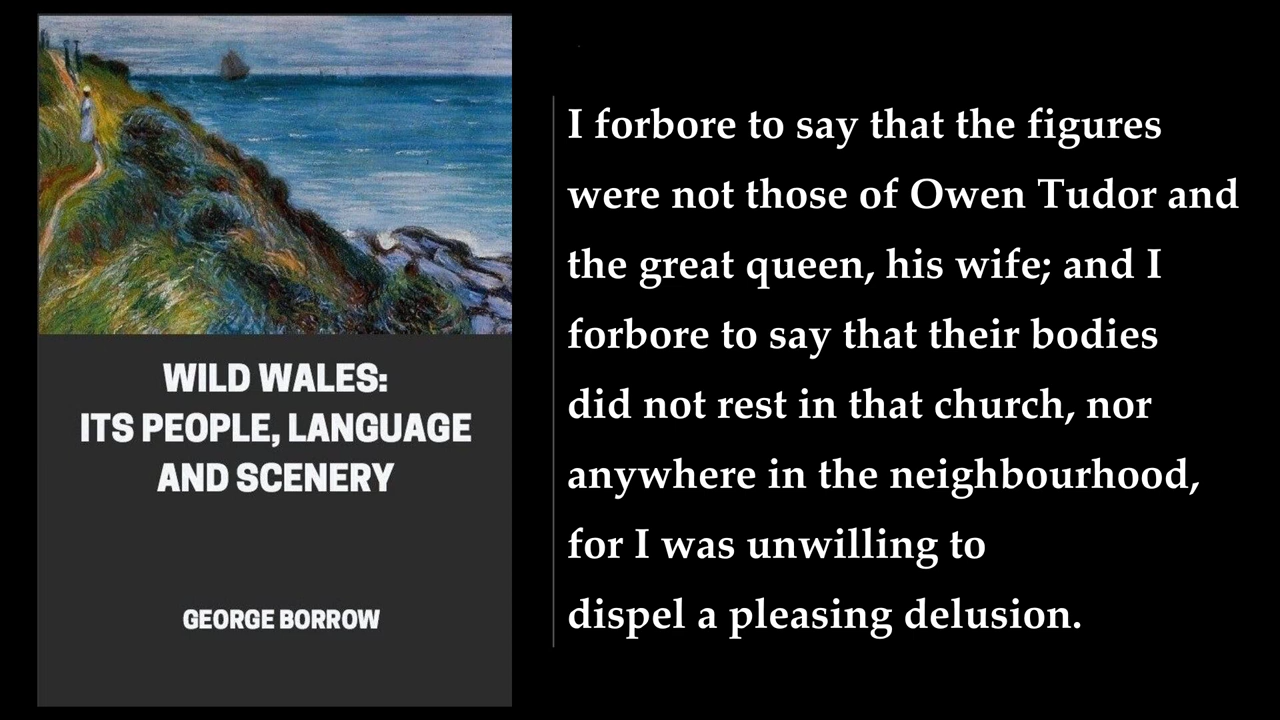 WILD WALES:
ITS PEOPLE, LANGUAGE
AND SCENERY
GEORGE BORROW
I forbore to say that the figures
were not those of Owen Tudor and
the great queen, his wife; and I
forbore to say that their bodies
did not rest in that church, nor
anywhere in the neighbourhood,
for I was unwilling to
dispel a pleasing delusion.